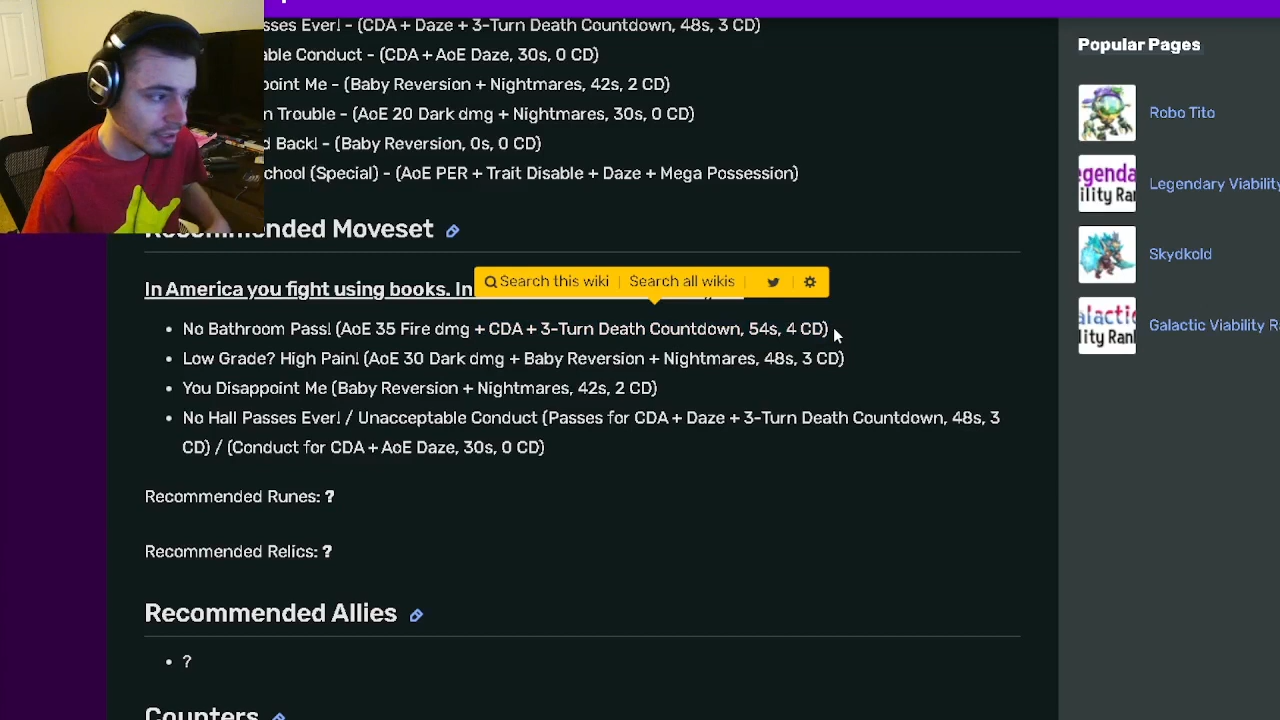 sses Ever! - (CDA + Daze + 3-Turn Death Countdown, 48s, 3 CD)
able Conduct - (CDA + AoE Daze, 30s, 0 CD)
point Me - (Baby Reversion + Nightmares, 42s, 2 CD)
n Trouble - (AoE 20 Dark dmg + Nightmares, 30s, 0 CD)
d Back! - (Baby Reversion, 0s, 0 CD)
chool (Special) - (AoE PER + Trait Disable + Daze + Mega Possession)
Recommended Moveset
Search this wiki
Search all wikis
In America you fight using books. In
No Bathroom Pass! (AoE 35 Fire dmg + CDA + 3-Turn Death Countdown, 54s, 4 CD)
Low Grade? High Pain! (AoE 30 Dark dmg + Baby Reversion + Nightmares, 48s, 3 CD)
You Disappoint Me (Baby Reversion + Nightmares, 42s, 2 CD)
No Hall Passes Ever! / Unacceptable Conduct (Passes for CDA + Daze + 3-Turn Death Countdown, 48s, 3
CD) / (Conduct for CDA + AoE Daze, 30s, 0 CD)
Recommended Runes: ?
Recommended Relics: ?
Recommended Allies
?
Counters
Popular Pages
Robo Tito
egenda
ility Ran
Legendary Viability
Skydkold
alactic
ility Rank
Galactic Viability R